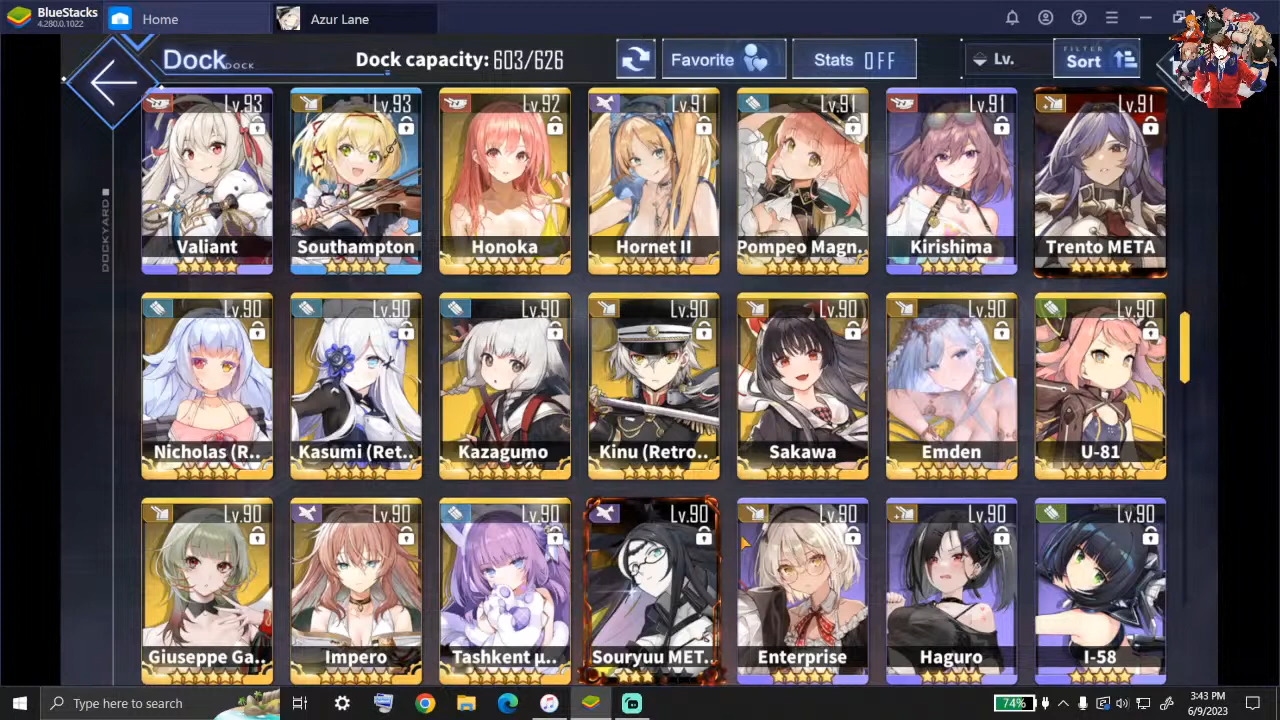 BlueStacks
4.280.0.1022
Home
Azur Lane
Dock DOCK
Dock capacity: 603/626
Favorite
Stats OFF
Lv.
FILTER
Sort
DOCKYARD
Lv.93 Lv.93 Lv.92 Lv.91 Lv.91 Lv.91 Lv.91
Valiant Southampton Honoka Hornet II Pompeo Magn.. Kirishima Trento META
Lv.90 Lv.90 Lv.90 Lv.90 Lv.90 Lv.90 Lv.90
Nicholas (R.. Kasumi (Ret.. Kazagumo Kinu (Retro.. Sakawa Emden U-81
Lv.90 Lv.90 Lv.90 Lv.90 Lv.90 Lv.90 Lv.90
Giuseppe Ga.. Impero Tashkent µ.. Souryuu MET.. Enterprise Haguro I-58
Type here to search
74%
3:43 PM
6/9/2023